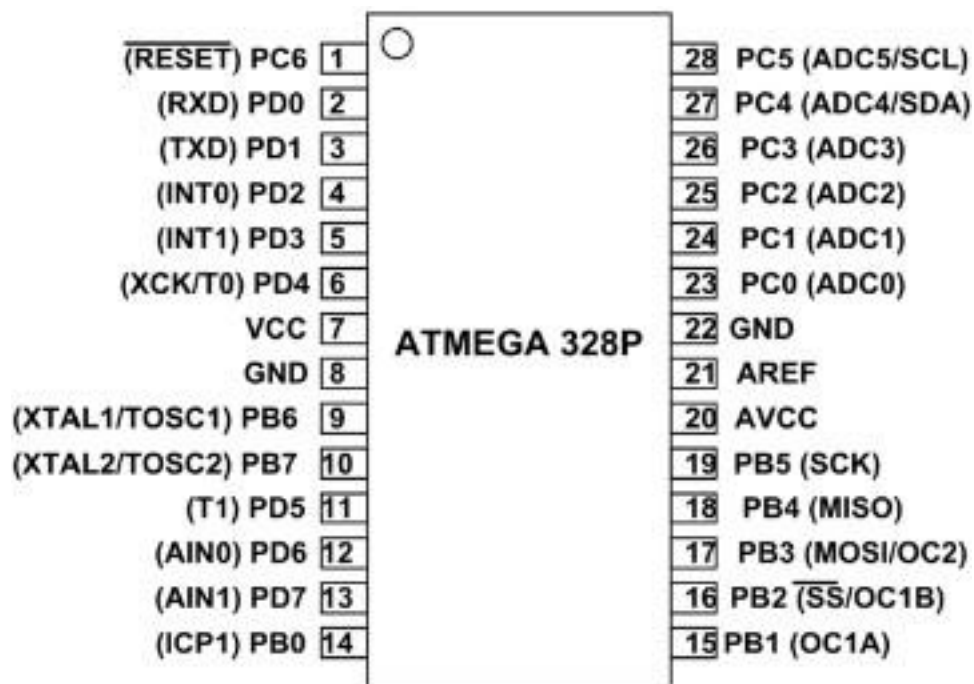 (RESET) PC6 1
(RXD) PD0 2
(TXD) PD1 3
(INT0) PD2 4
(INT1) PD3 5
(XCK/T0) PD4 6
VCC 7
GND 8
(XTAL1/TOSC1) PB6 9
(XTAL2/TOSC2) PB7 10
(T1) PD5 11
(AIN0) PD6 12
(AIN1) PD7 13
(ICP1) PB0 14
ATMEGA 328P
28 PC5 (ADC5/SCL)
27 PC4 (ADC4/SDA)
26 PC3 (ADC3)
25 PC2 (ADC2)
24 PC1 (ADC1)
23 PC0 (ADC0)
22 GND
21 AREF
20 AVCC
19 PB5 (SCK)
18 PB4 (MISO)
17 PB3 (MOSI/OC2)
16 PB2 (SS/OC1B)
15 PB1 (OC1A)